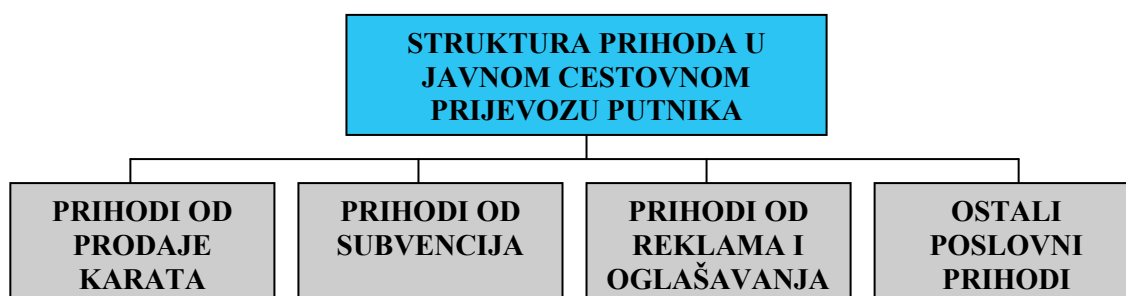 STRUKTURA PRIHODA U
JAVNOM CESTOVNOM
PRIJEVOZU PUTNIKA
PRIHODI OD
PRODAJE
KARATA
PRIHODI OD
SUBVENCIJA
PRIHODI OD
REKLAMA I
OGLAŠAVANJA
OSTALI
POSLOVNI
PRIHODI